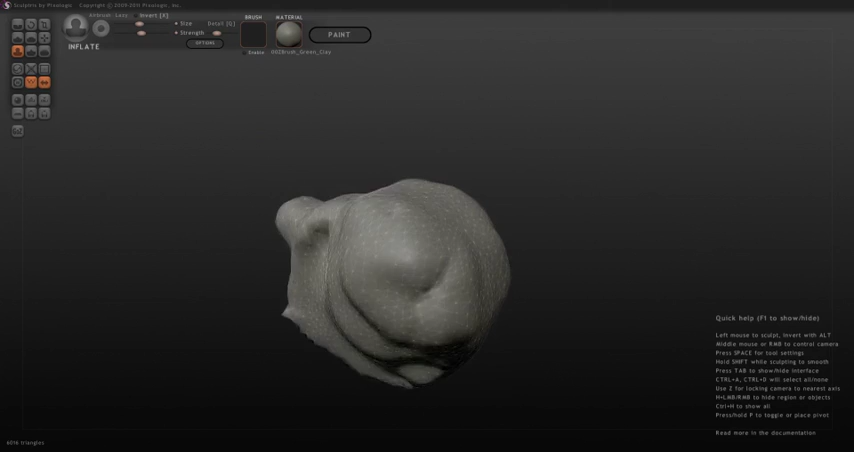 Sculptris by Pixologic Copyright © 2009-2011 Pixologic, Inc.
Airbrush Lazy Invert [X]
Size Detail [Q]
Strength
OPTIONS
INFLATE
BRUSH
Enable
MATERIAL
002Brush_Green_Clay
PAINT
Quick help (F1 to show/hide)
Left mouse to sculpt, invert with ALT
Middle mouse or RMB to control camera
Press SPACE for tool settings
Hold SHIFT while sculpting to smooth
Press TAB to show/hide interface
CTRL+A, CTRL+D will select all/none
Use Z for locking camera to nearest axis
H+LMB/RMB to hide region or objects
Ctrl+H to show all
Press/hold P to toggle or place pivot
Read more in the documentation
6016 triangles